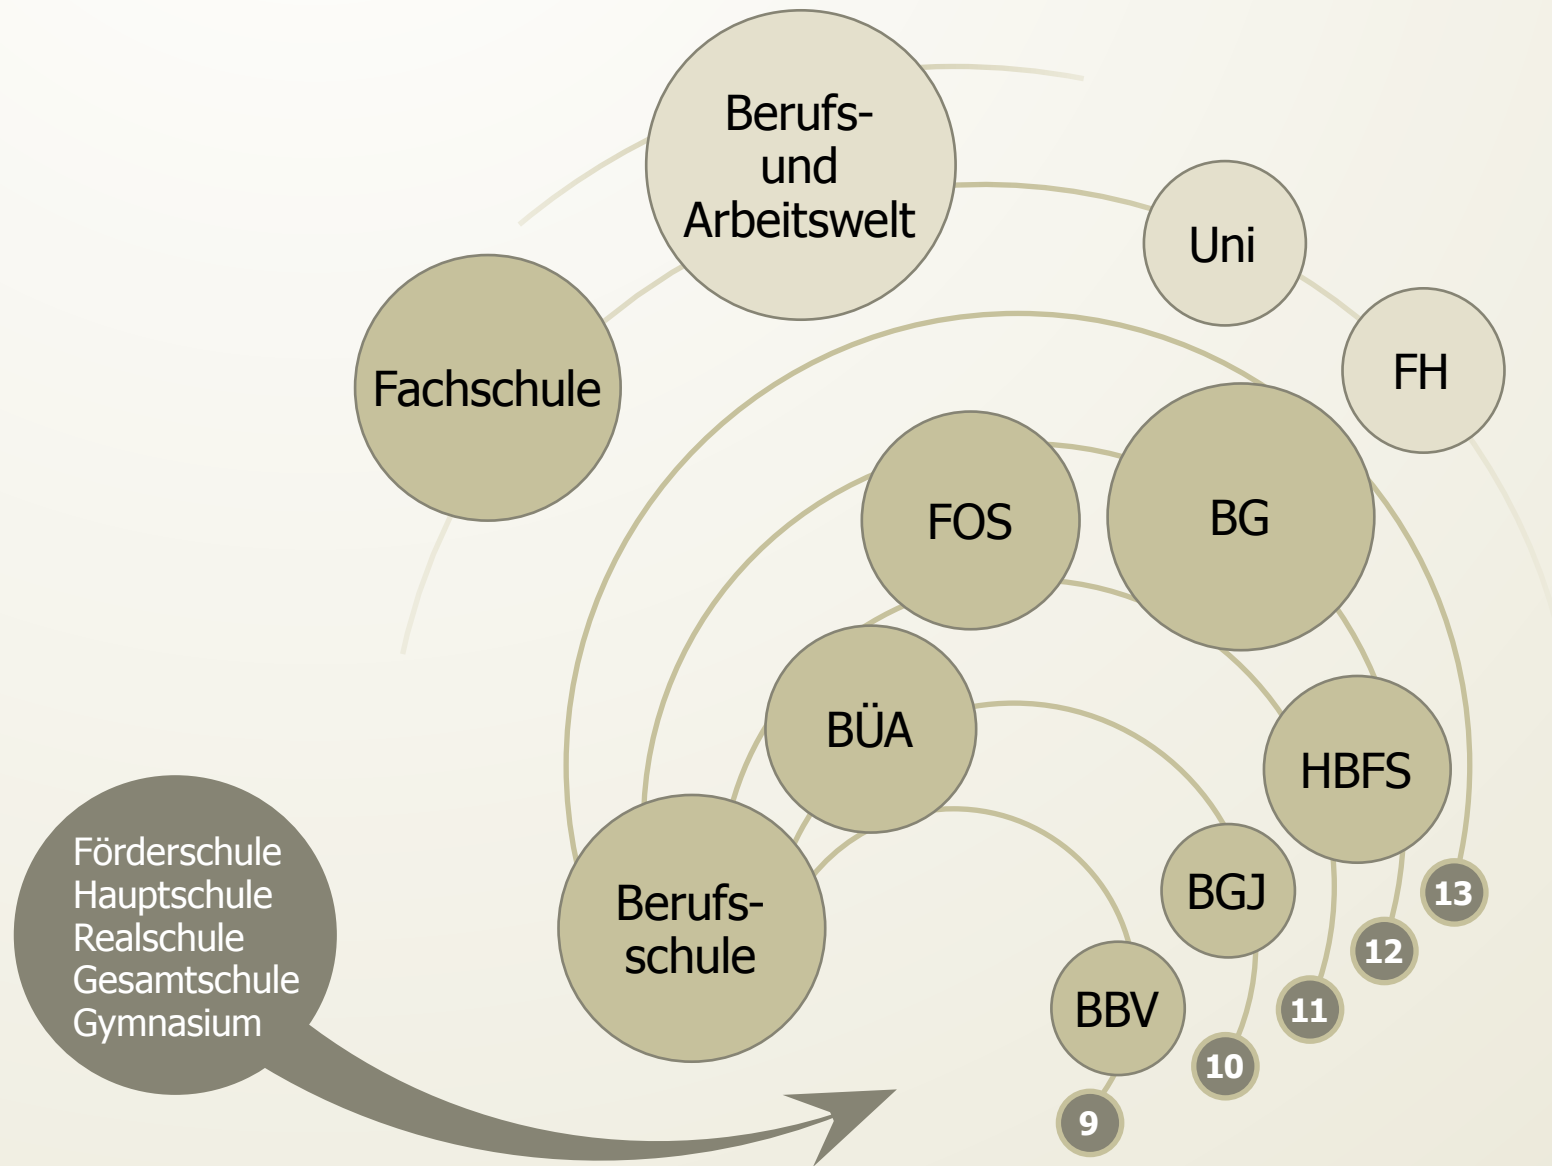 Berufs-
und
Arbeitswelt
Uni
FH
Fachschule
FOS
BG
BÜA
HBFS
Berufs-
schule
BGJ
BBV
13
12
11
10
9
Förderschule
Hauptschule
Realschule
Gesamtschule
Gymnasium